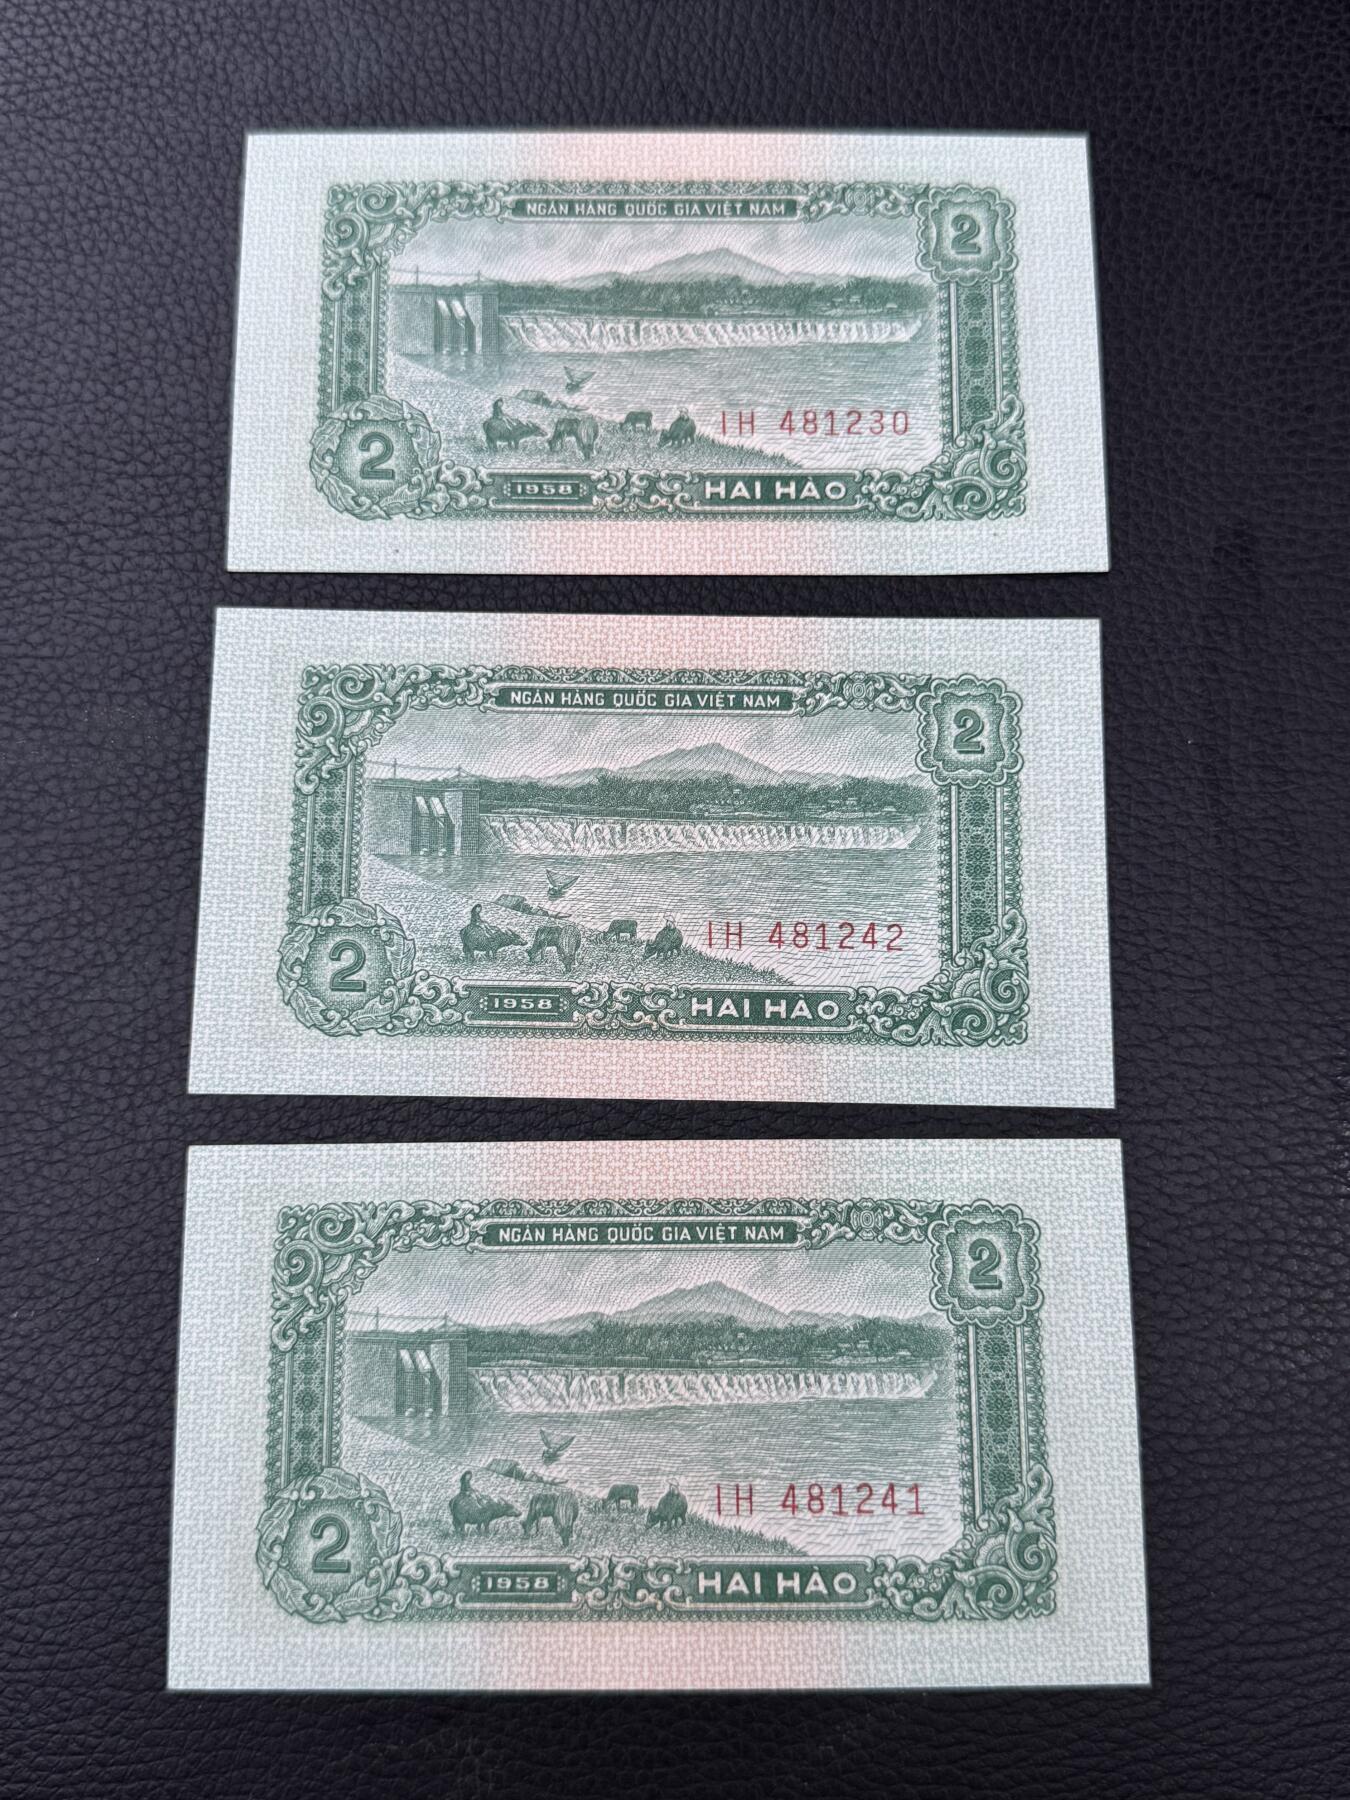 NGÂN HÀNG QUỐC GIA VIỆT NAM
2
IH 481230
2
1958
HAI HÀO
NGÂN HÀNG QUỐC GIA VIỆT NAM
2
IH 481242
2
1958
HAI HÀO
NGÂN HÀNG QUỐC GIA VIỆT NAM
2
IH 481241
2
1958
HAI HÀO